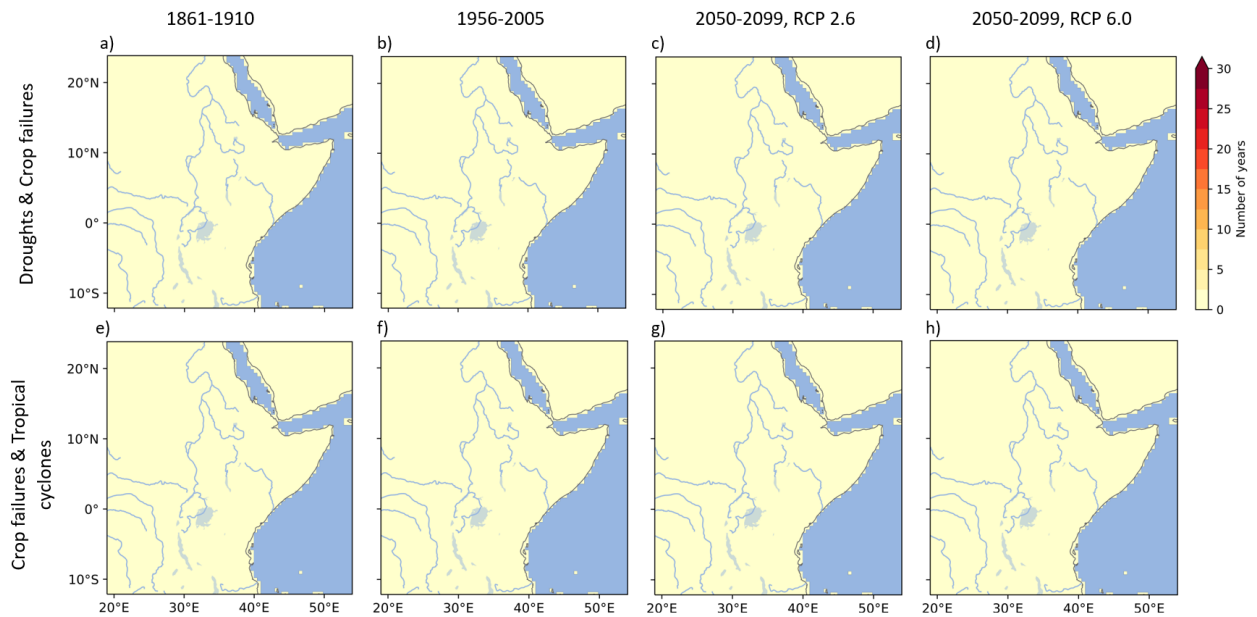 1861-1910
1956-2005
2050-2099, RCP 2.6
2050-2099, RCP 6.0
a)
b)
c)
d)
Droughts & Crop failures
20°N
10°N
0°
10°S
30
25
20
15
10
5
0
Number of years
e)
f)
g)
h)
Crop failures & Tropical
cyclones
20°N
10°N
0°
10°S
20°E 30°E 40°E 50°E
20°E 30°E 40°E 50°E
20°E 30°E 40°E 50°E
20°E 30°E 40°E 50°E